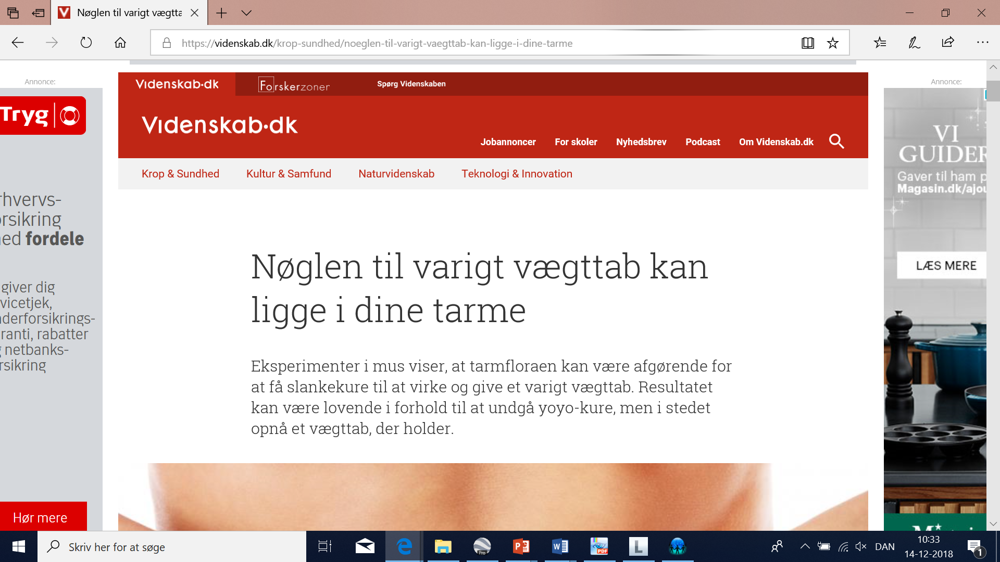 Nøglen til varigt vægtta
https://videnskab.dk/krop-sundhed/noeglen-til-varigt-vaegttab-kan-ligge-i-dine-tarme
Annonce:
Tryg
rhvervs-
orsikring
ed fordele
giver dig
vicetjek,
derforsikrings-
ranti, rabatter
netbanks-
rsikring
Hør mere
Videnskab.dk
Forskerzoner
Spørg Videnskaben
Videnskab.dk
Jobannoncer
For skoler
Nyhedsbrev
Podcast
Om Videnskab.dk
Krop & Sundhed
Kultur & Samfund
Naturvidenskab
Teknologi & Innovation
Nøglen til varigt vægttab kan
ligge i dine tarme
Eksperimenter i mus viser, at tarmfloraen kan være afgørende for
at få slankekure til at virke og give et varigt vægttab. Resultatet
kan være lovende i forhold til at undgå yoyo-kure, men i stedet
opnå et vægttab, der holder.
Annonce:
VI
GUIDER
Gaver til ham p
Magasin.dk/ajou
LÆS MERE
Skriv her for at søge
Pro
P
W
PDF
L
DAN
10:33
14-12-2018
1